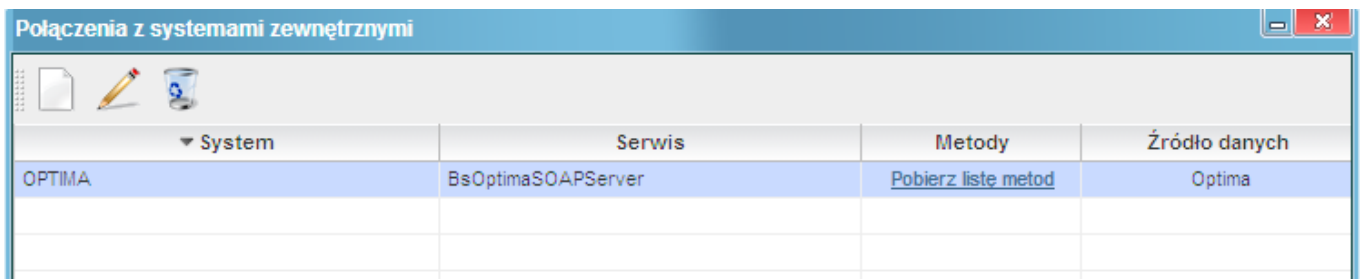 Połączenia z systemami zewnętrznymi
System Serwis Metody Źródło danych
OPTIMA BsOptimaSOAPServer Pobierz listę metod Optima